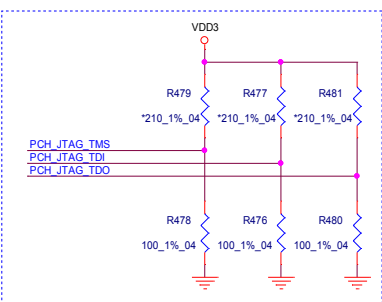 VDD3
R479 R477 R481
*210_1%_04 *210_1%_04 *210_1%_04
PCH_JTAG_TMS
PCH_JTAG_TDI
PCH_JTAG_TDO
R478 R476 R480
100_1%_04 100_1%_04 100_1%_04